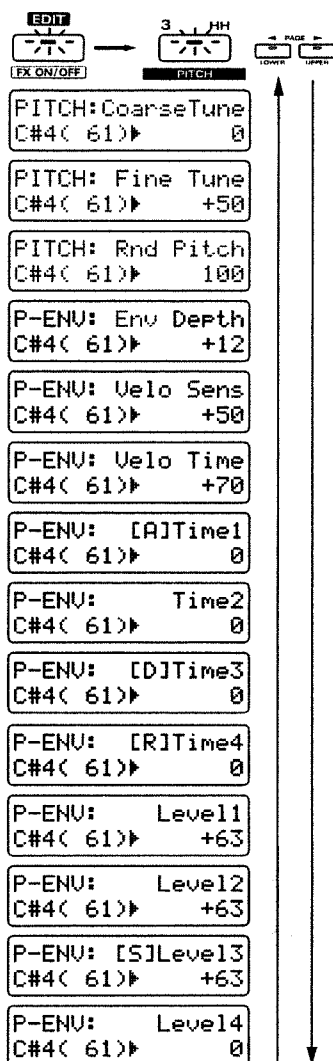 EDIT
3 HH
◄ PAGE ►
LOWER UPPER
FX ON/OFF
PITCH
PITCH:CoarseTune
C#4( 61)▶ 0
PITCH: Fine Tune
C#4( 61)▶ +50
PITCH: Rnd Pitch
C#4( 61)▶ 100
P-ENV: Env Depth
C#4( 61)▶ +12
P-ENV: Velo Sens
C#4( 61)▶ +50
P-ENV: Velo Time
C#4( 61)▶ +70
P-ENV: [A]Time1
C#4( 61)▶ 0
P-ENV: Time2
C#4( 61)▶ 0
P-ENV: [D]Time3
C#4( 61)▶ 0
P-ENV: [R]Time4
C#4( 61)▶ 0
P-ENV: Level1
C#4( 61)▶ +63
P-ENV: Level2
C#4( 61)▶ +63
P-ENV: [S]Level3
C#4( 61)▶ +63
P-ENV: Level4
C#4( 61)▶ 0